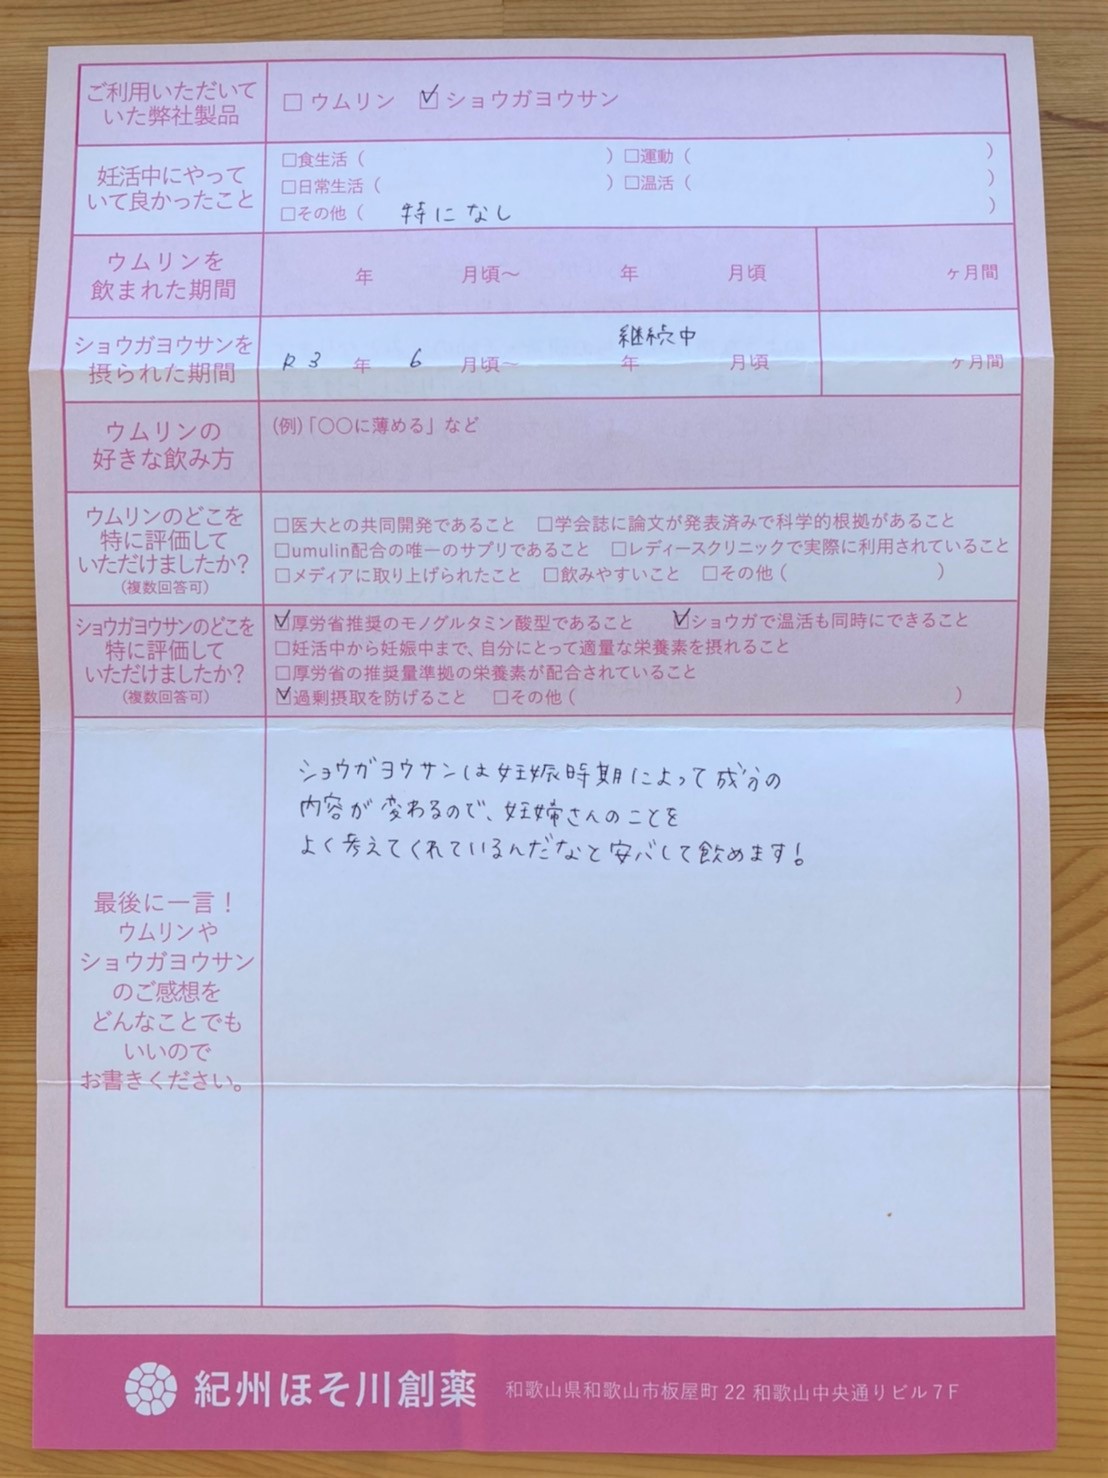 ご利用いただいて
いた弊社製品
□ ウムリン ☑ ショウガヨウサン
妊活中にやって
いて良かったこと
□食生活（ ）□運動（ ）
□日常生活（ ）□温活（ ）
□その他（ 特になし ）
ウムリンを
飲まれた期間
年 月頃〜 年 月頃 ヶ月間
ショウガヨウサンを
摂られた期間
R3 年 6 月頃〜 継続中 年 月頃 ヶ月間
ウムリンの
好きな飲み方
(例)「〇〇に薄める」など
ウムリンのどこを
特に評価して
いただけましたか？
(複数回答可)
□医大との共同開発であること □学会誌に論文が発表済みで科学的根拠があること
□umulin配合の唯一のサプリであること □レディースクリニックで実際に利用されていること
□メディアに取り上げられたこと □飲みやすいこと □その他（ ）
ショウガヨウサンのどこを
特に評価して
いただけましたか？
(複数回答可)
☑厚労省推奨のモノグルタミン酸型であること ☑ショウガで温活も同時にできること
□妊活中から妊娠中まで、自分にとって適量な栄養素を摂れること
□厚労省の推奨量準拠の栄養素が配合されていること
☑過剰摂取を防げること □その他（ ）
最後に一言！
ウムリンや
ショウガヨウサン
のご感想を
どんなことでも
いいので
お書きください。
ショウガヨウサンは妊娠時期によって成分の
内容が変わるので、妊婦さんのことを
よく考えてくれているんだなと安心して飲めます！
紀州ほそ川創薬 和歌山県和歌山市板屋町 22 和歌山中央通りビル 7F